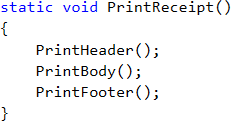 static void PrintReceipt()
{
    PrintHeader();
    PrintBody();
    PrintFooter();
}